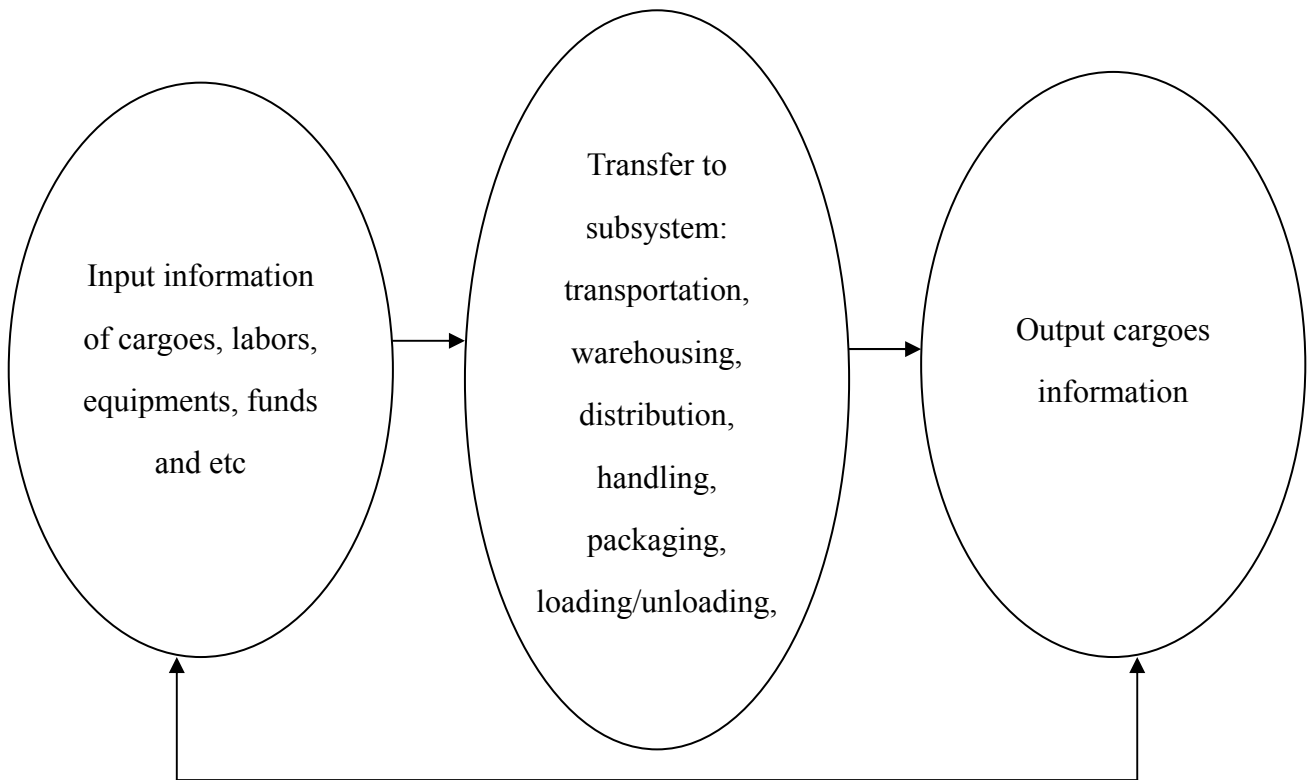 Input information
of cargoes, labors,
equipments, funds
and etc
Transfer to
subsystem:
transportation,
warehousing,
distribution,
handling,
packaging,
loading/unloading,
Output cargoes
information